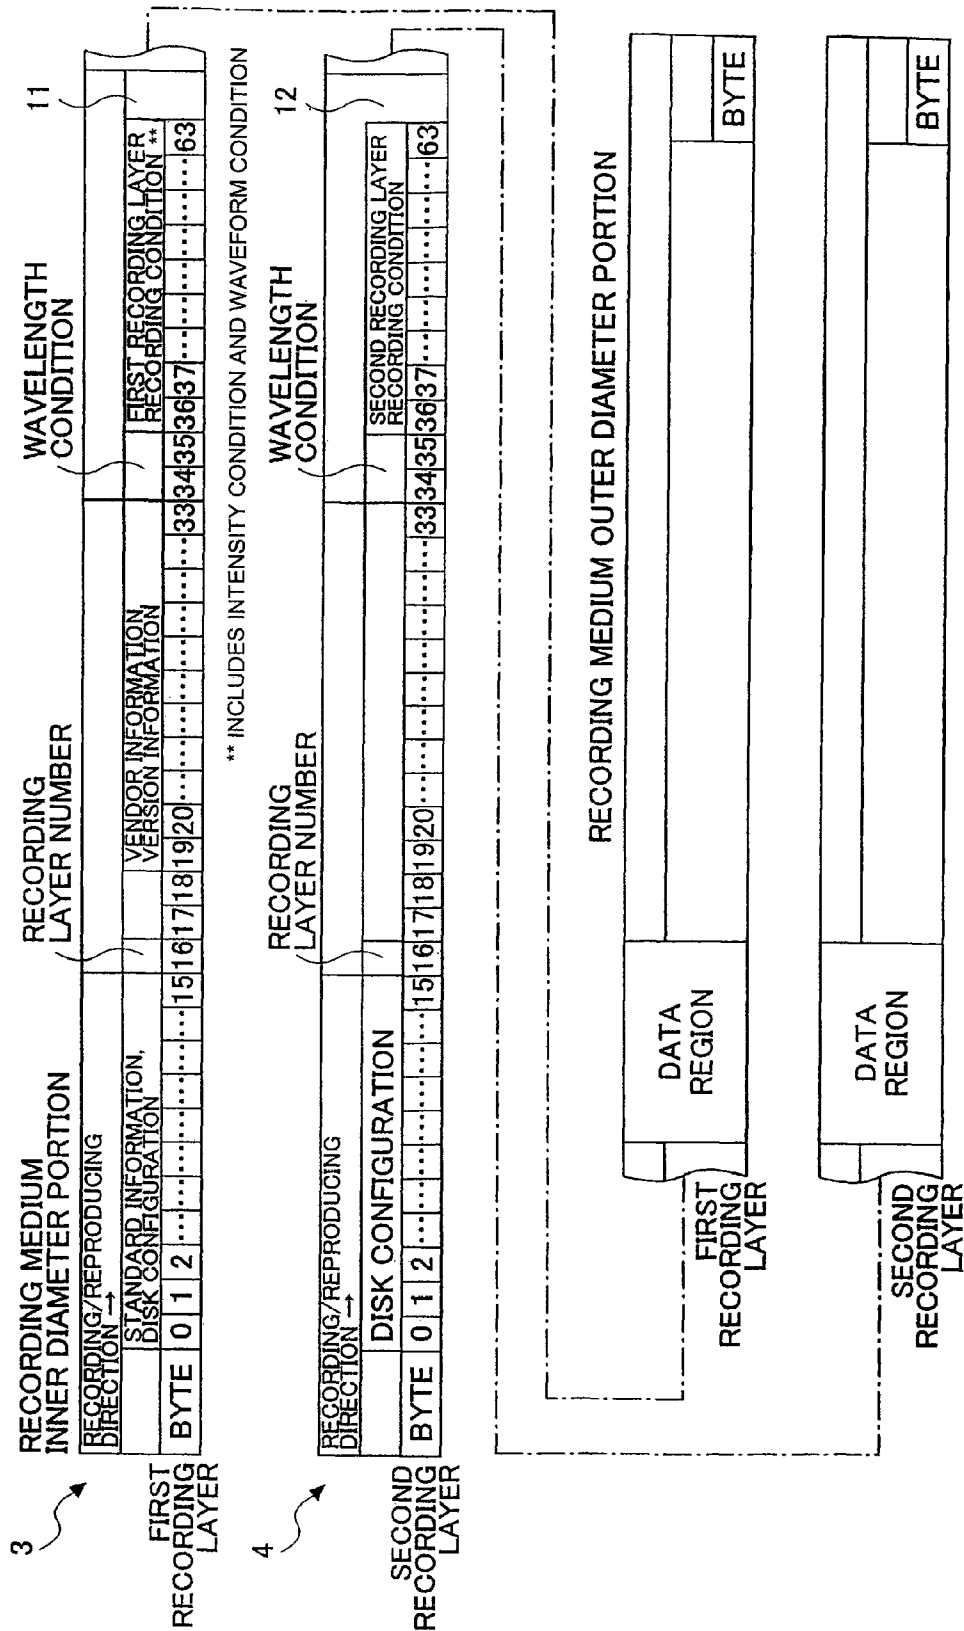 RECORDING MEDIUM
INNER DIAMETER PORTION
3
RECORDING/REPRODUCING
DIRECTION →
RECORDING
LAYER NUMBER
WAVELENGTH
CONDITION
11
STANDARD INFORMATION,
DISK CONFIGURATION
VENDOR INFORMATION,
VERSION INFORMATION
FIRST RECORDING LAYER
RECORDING CONDITION **
FIRST
RECORDING
LAYER
BYTE 0 1 2 ..... 15 16 17 18 19 20 ..... 33 34 35 36 37 ..... 63
** INCLUDES INTENSITY CONDITION AND WAVEFORM CONDITION
4
RECORDING/REPRODUCING
DIRECTION →
RECORDING
LAYER NUMBER
WAVELENGTH
CONDITION
12
DISK CONFIGURATION
SECOND RECORDING LAYER
RECORDING CONDITION
SECOND
RECORDING
LAYER
BYTE 0 1 2 ..... 15 16 17 18 19 20 ..... 33 34 35 36 37 ..... 63
RECORDING MEDIUM OUTER DIAMETER PORTION
FIRST
RECORDING
LAYER
DATA
REGION
BYTE
SECOND
RECORDING
LAYER
DATA
REGION
BYTE